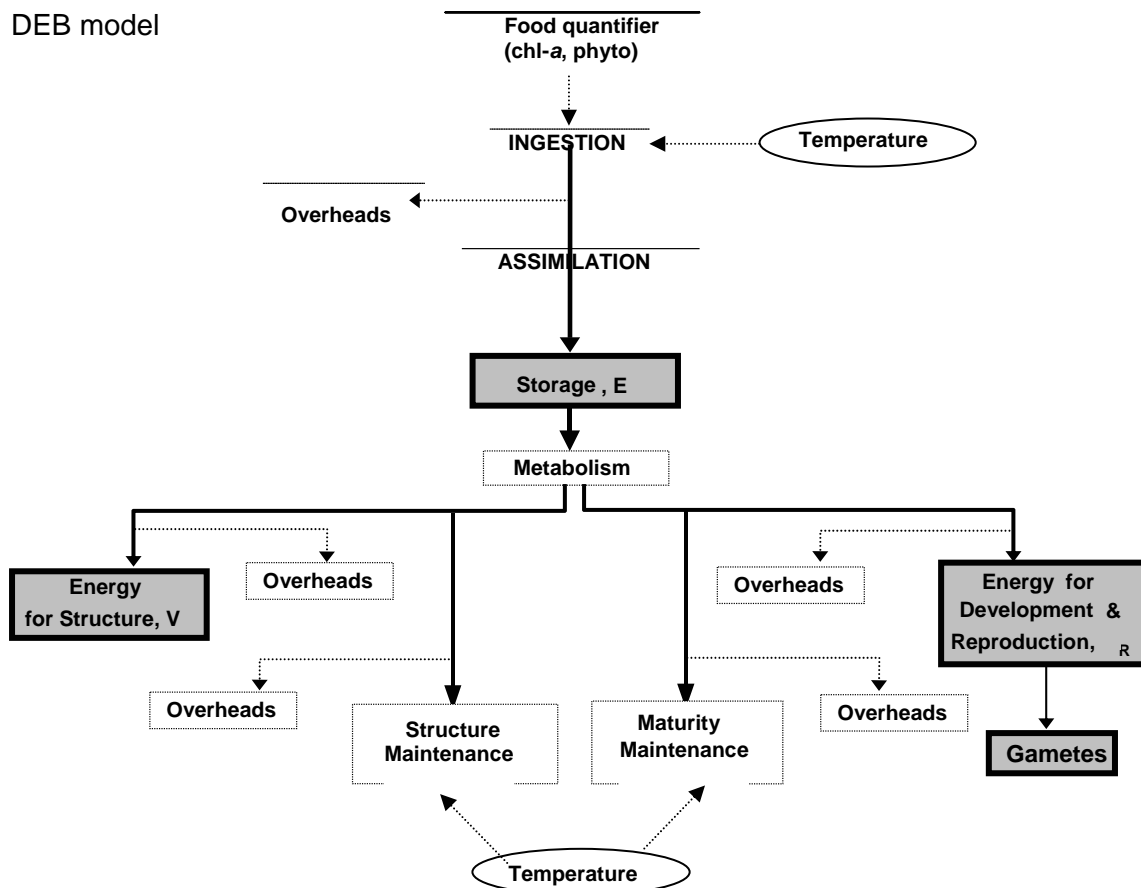 DEB model
Food quantifier
(chl-a, phyto)
INGESTION
Temperature
Overheads
ASSIMILATION
Storage , E
Metabolism
Energy
for Structure, V
Overheads
Overheads
Energy for
Development &
Reproduction, R
Overheads
Structure
Maintenance
Maturity
Maintenance
Overheads
Gametes
Temperature